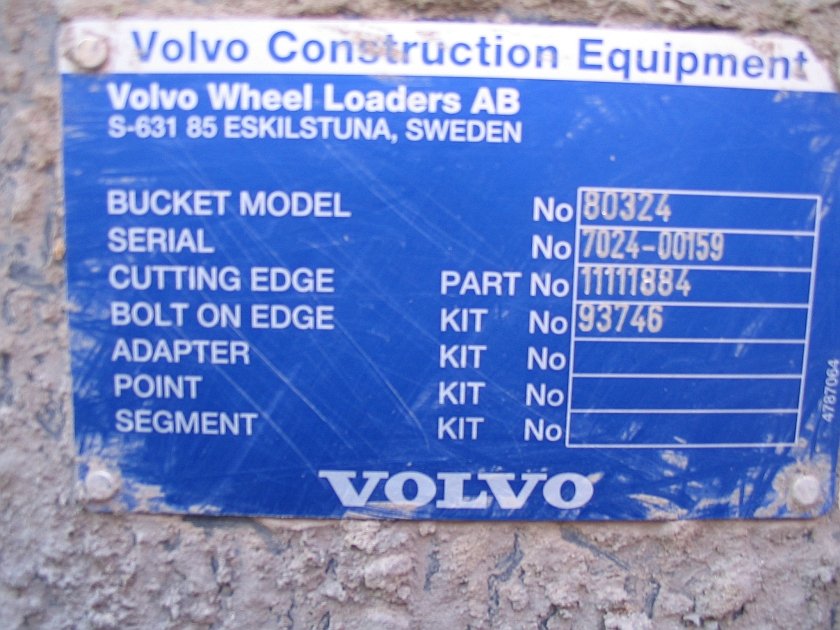 Volvo Construction Equipment
Volvo Wheel Loaders AB
S-631 85 ESKILSTUNA, SWEDEN
BUCKET MODEL No 80324
SERIAL No 7024-00159
CUTTING EDGE PART No 11111884
BOLT ON EDGE KIT No 93746
ADAPTER KIT No
POINT KIT No
SEGMENT KIT No
4787064
VOLVO